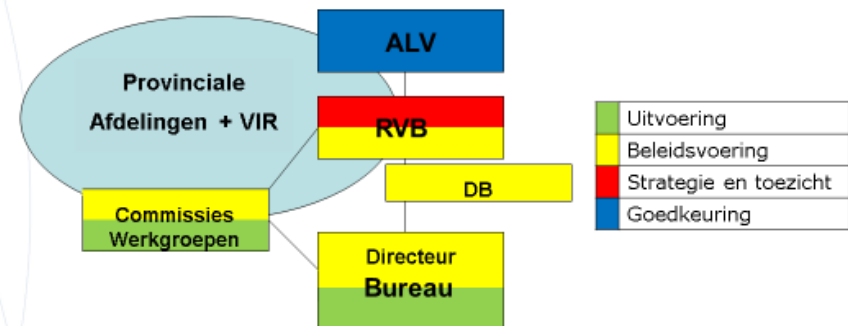 ALV
Provinciale
Afdelingen + VIR
RVB
DB
Commissies
Werkgroepen
Directeur
Bureau
Uitvoering
Beleidsvoering
Strategie en toezicht
Goedkeuring